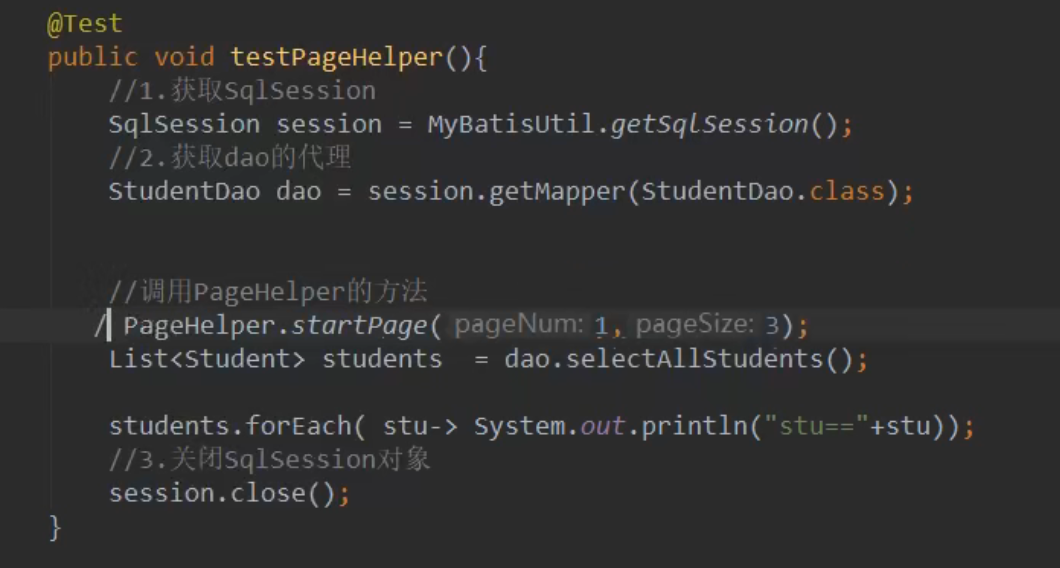 @Test
public void testPageHelper(){
//1.获取SqlSession
SqlSession session = MyBatisUtil.getSqlSession();
//2.获取dao的代理
StudentDao dao = session.getMapper(StudentDao.class);
//调用PageHelper的方法
/ PageHelper.startPage( pageNum: 1, pageSize: 3);
List<Student> students  = dao.selectAllStudents();
students.forEach( stu-> System.out.println("stu=="+stu));
//3.关闭SqlSession对象
session.close();
}